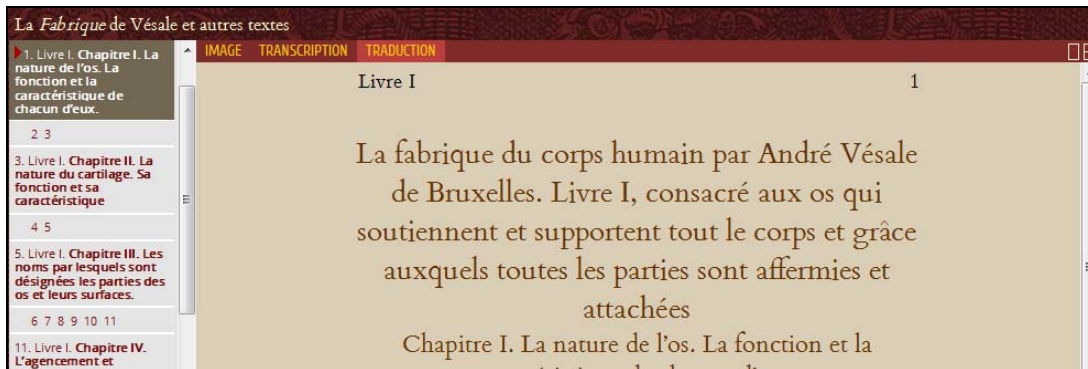 La Fabrique de Vésale et autres textes
1. Livre I. Chapitre I. La
nature de l'os. La
fonction et la
caractéristique de
chacun d'eux.
2 3
3. Livre I. Chapitre II. La
nature du cartilage. Sa
fonction et sa
caractéristique
4 5
5. Livre I. Chapitre III. Les
noms par lesquels sont
désignées les parties des
os et leurs surfaces.
6 7 8 9 10 11
11. Livre I. Chapitre IV.
L'agencement et
IMAGE TRANSCRIPTION TRADUCTION
Livre I 1
La fabrique du corps humain par André Vésale
de Bruxelles. Livre I, consacré aux os qui
soutiennent et supportent tout le corps et grâce
auxquels toutes les parties sont affermies et
attachées
Chapitre I. La nature de l'os. La fonction et la